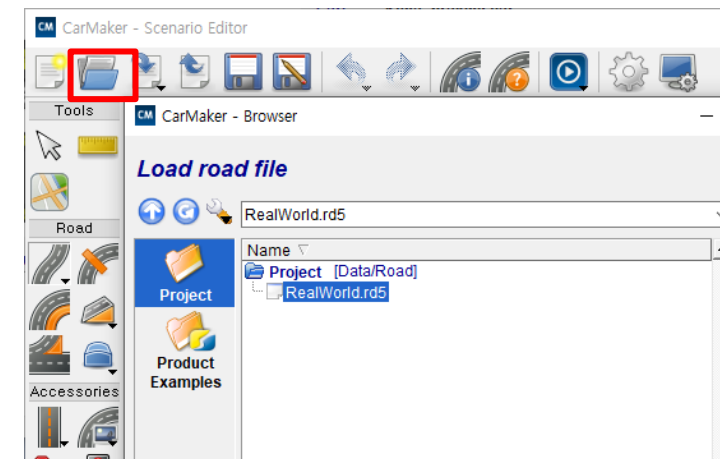 CM CarMaker - Scenario Editor
Tools
CM CarMaker - Browser
Load road file
RealWorld.rd5
Road
Name
Project [Data/Road]
RealWorld.rd5
Project
Product
Examples
Accessories